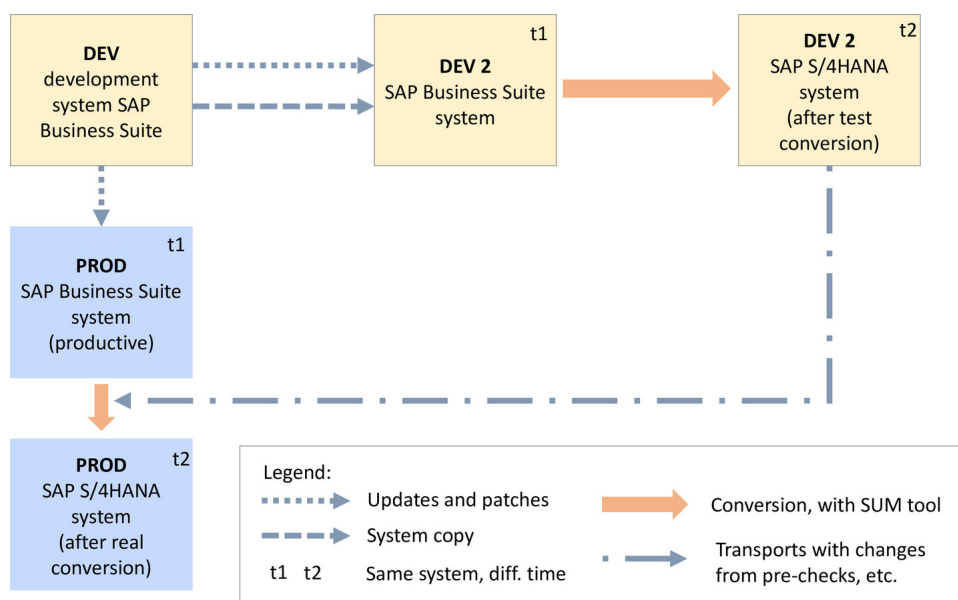 DEV
development
system SAP
Business Suite
t1
DEV 2
SAP Business Suite
system
t2
DEV 2
SAP S/4HANA
system
(after test
conversion)
t1
PROD
SAP Business Suite
system
(productive)
t2
PROD
SAP S/4HANA
system
(after real
conversion)
Legend:
Updates and patches
System copy
t1 t2 Same system, diff. time
Conversion, with SUM tool
Transports with changes
from pre-checks, etc.